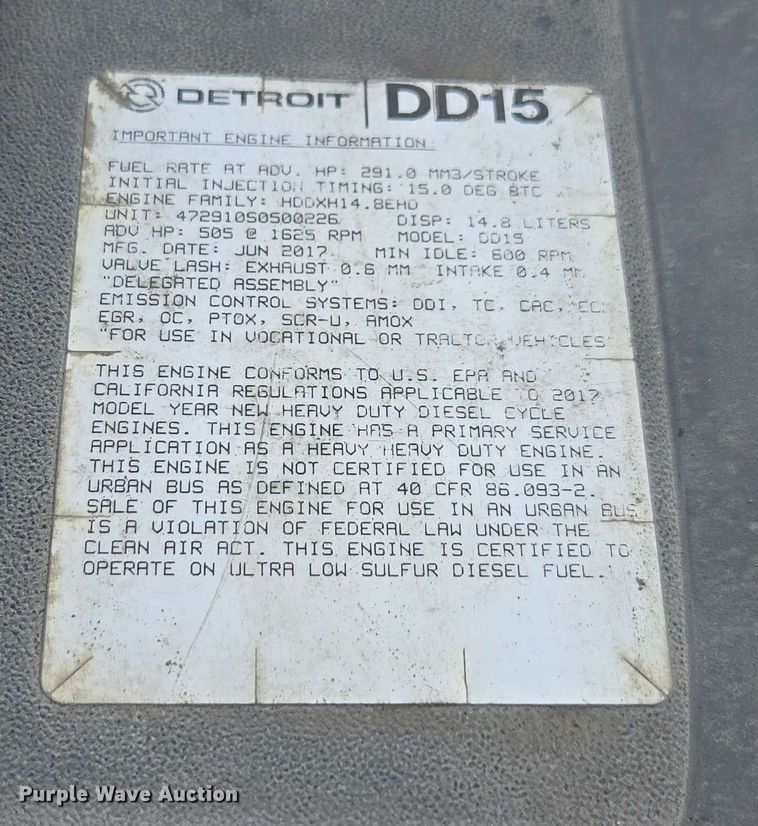 DETROIT | DD15
IMPORTANT ENGINE INFORMATION
FUEL RATE AT ADV. HP: 291.0 MM3/STROKE
INITIAL INJECTION TIMING: 15.0 DEG BTC
ENGINE FAMILY: HDDXH14.8EHD
UNIT: 472910S0500226 DISP: 14.8 LITERS
ADV HP: 505 @ 1625 RPM MODEL: DD15
MFG. DATE: JUN 2017 MIN IDLE: 600 RPM
VALVE LASH: EXHAUST 0.6 MM INTAKE 0.4 MM
"DELEGATED ASSEMBLY"
EMISSION CONTROL SYSTEMS: DDI, TC, CAC,
EGR, OC, PTOX, SCR-U, AMOX
"FOR USE IN VOCATIONAL OR TRACTOR VEHICLES"
THIS ENGINE CONFORMS TO U.S. EPA AND
CALIFORNIA REGULATIONS APPLICABLE TO 2017
MODEL YEAR NEW HEAVY DUTY DIESEL CYCLE
ENGINES. THIS ENGINE HAS A PRIMARY SERVICE
APPLICATION AS A HEAVY HEAVY DUTY ENGINE.
THIS ENGINE IS NOT CERTIFIED FOR USE IN AN
URBAN BUS AS DEFINED AT 40 CFR 86.093-2.
SALE OF THIS ENGINE FOR USE IN AN URBAN BUS
IS A VIOLATION OF FEDERAL LAW UNDER THE
CLEAN AIR ACT. THIS ENGINE IS CERTIFIED TO
OPERATE ON ULTRA LOW SULFUR DIESEL FUEL.
Purple Wave Auction